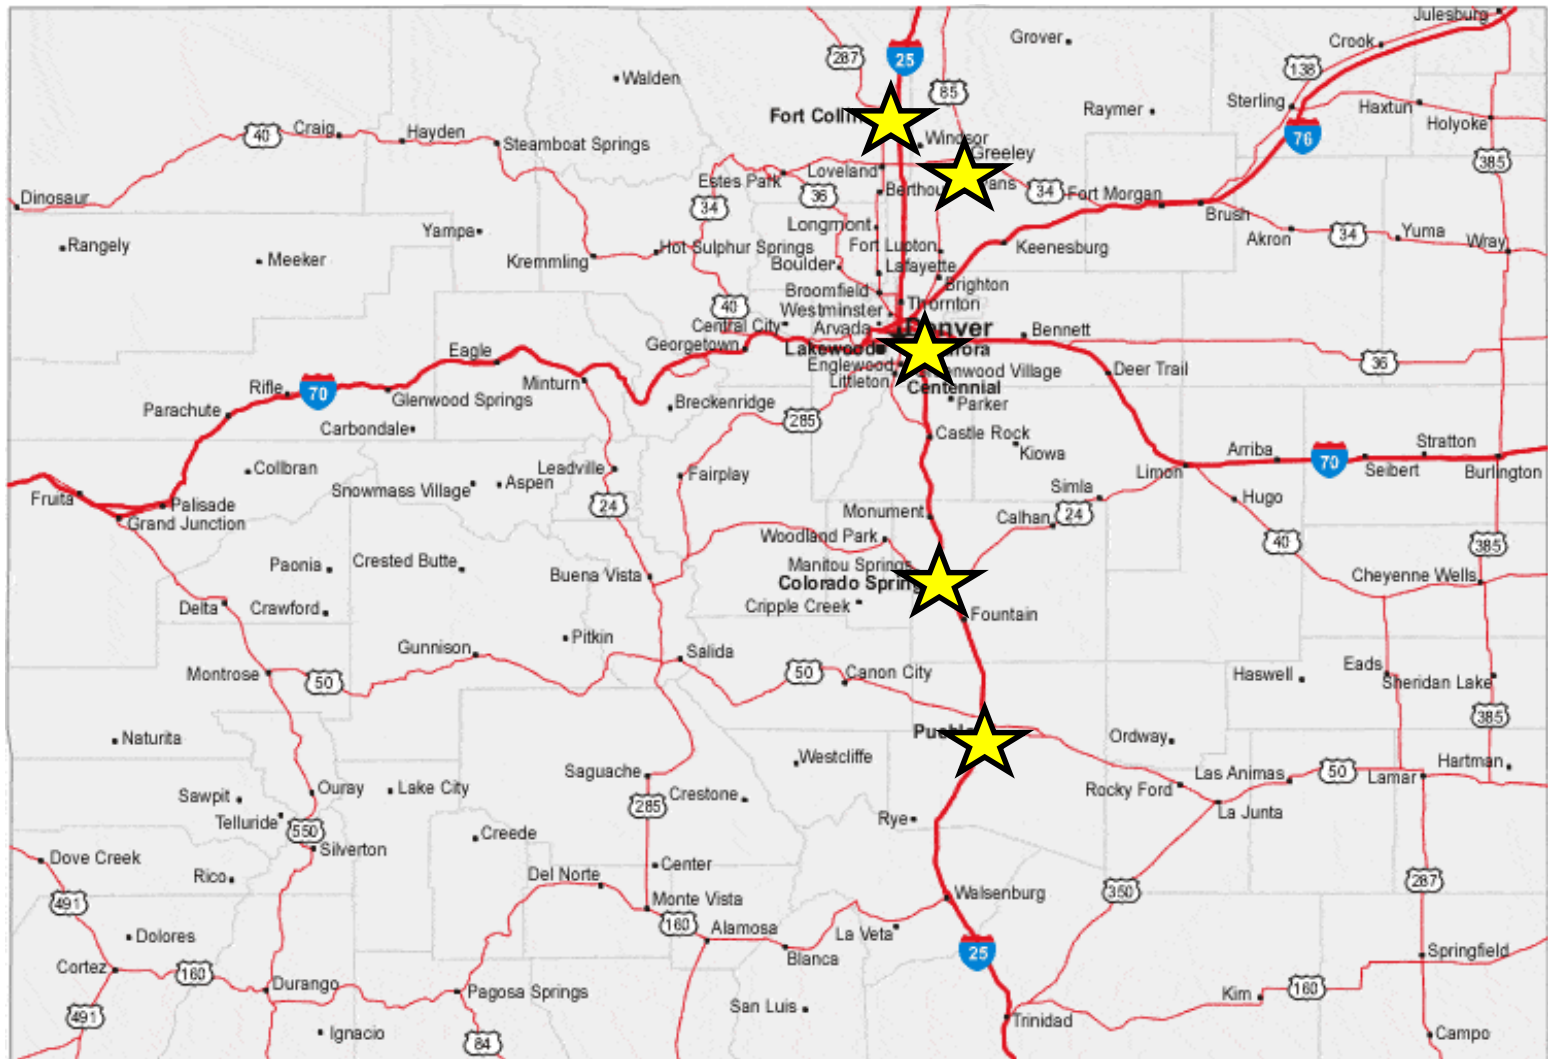 Julesburg
Grover
Crook
287
25
138
Walden
85
Sterling
Haxtun
Raymer
Fort Collin
Holyoke
76
40
Craig
Hayden
Steamboat Springs
Windsor
Greeley
385
Loveland
Estes Park
36
34
Berthou
ans
34
Fort Morgan
Brush
Dinosaur
Longmont
Yampa
Rangely
Meeker
Kremmling
Hot Sulphur Springs
Fort Lupton
Keenesburg
Akron
34
Yuma
Wray
Boulder
Lafayette
Broomfield
Brighton
40
Westminster
Thornton
Central City
Arvada
Denver
Bennett
Georgetown
Lakewood
rora
36
Eagle
Englewood
enwood Village
Deer Trail
Minturn
Littleton
Centennial
Rifle
70
Glenwood Springs
Breckenridge
Parker
Parachute
285
Carbondale
Castle Rock
Kiowa
Arriba
70
Stratton
Collbran
Leadville
Fairplay
Limon
Seibert
Burlington
Fruita
Snowmass Village
Aspen
Simla
Hugo
Palisade
24
Grand Junction
Monument
Calhan
24
Woodland Park
40
385
Paonia
Crested Butte
Buena Vista
Manitou Springs
Colorado Spring
Cheyenne Wells
Delta
Crawford
Cripple Creek
Fountain
Pitkin
Gunnison
Salida
Montrose
50
50
Canon City
Haswell
Eads
Sheridan Lake
385
Naturita
Puebl
Ordway
Westcliffe
Hartman
Saguache
Las Animas
50
Lamar
Sawpit
Ouray
Lake City
285
Crestone
Rocky Ford
Telluride
550
Creede
Rye
La Junta
Silverton
Dove Creek
Rico
Center
Del Norte
491
Monte Vista
Walsenburg
350
287
160
Dolores
Alamosa
La Veta
25
Cortez
160
Blanca
Springfield
Durango
Pagosa Springs
San Luis
Kim
160
491
Ignacio
84
Trinidad
Campo